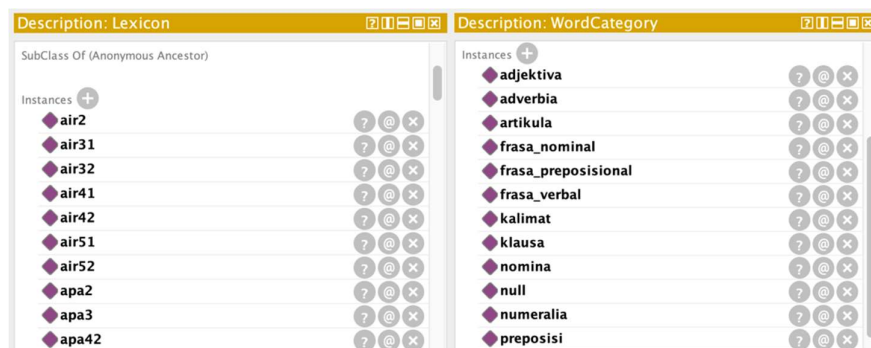 Description: Lexicon
SubClass Of (Anonymous Ancestor)
Instances
air2
air31
air32
air41
air42
air51
air52
apa2
apa3
apa42
Description: WordCategory
Instances
adjektiva
adverbia
artikula
frasa_nominal
frasa_preposisional
frasa_verbal
kalimat
klausa
nomina
null
numeralia
preposisi